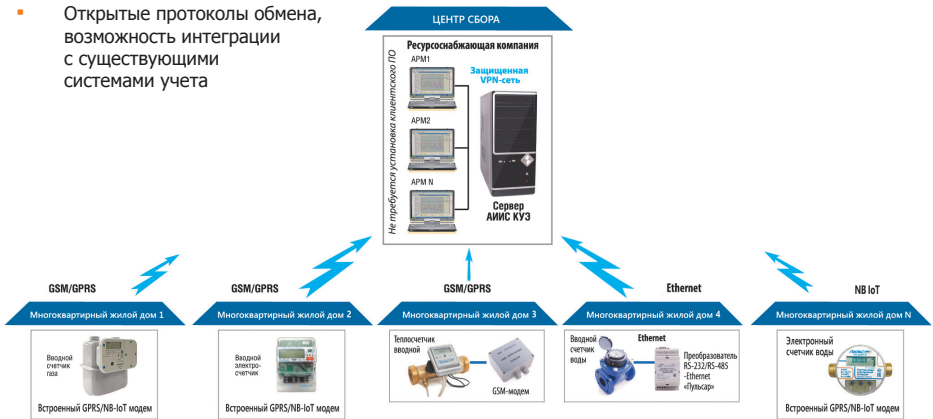 Открытые протоколы обмена,
возможность интеграции
с существующими
системами учета
ЦЕНТР СБОРА
Ресурсоснабжающая компания
Не требуется установка клиентского ПО
АРМ1
АРМ2
АРМ N
Защищенная
VPN-сеть
Сервер
АИИС КУЭ
GSM/GPRS
GSM/GPRS
GSM/GPRS
Ethernet
NB IoT
Многоквартирный жилой дом 1
Многоквартирный жилой дом 2
Многоквартирный жилой дом 3
Многоквартирный жилой дом 4
Многоквартирный жилой дом N
Вводной
счетчик
газа
Встроенный GPRS/NB-IoT модем
Вводной
электро-
счетчик
Встроенный GPRS/NB-IoT модем
Теплосчетчик
вводной
GSM-модем
Вводной
счетчик
воды
Ethernet
Преобразователь
RS-232/RS-485
-Ethernet
«Пульсар»
Электронный
счетчик воды
Встроенный GPRS/NB-IoT модем